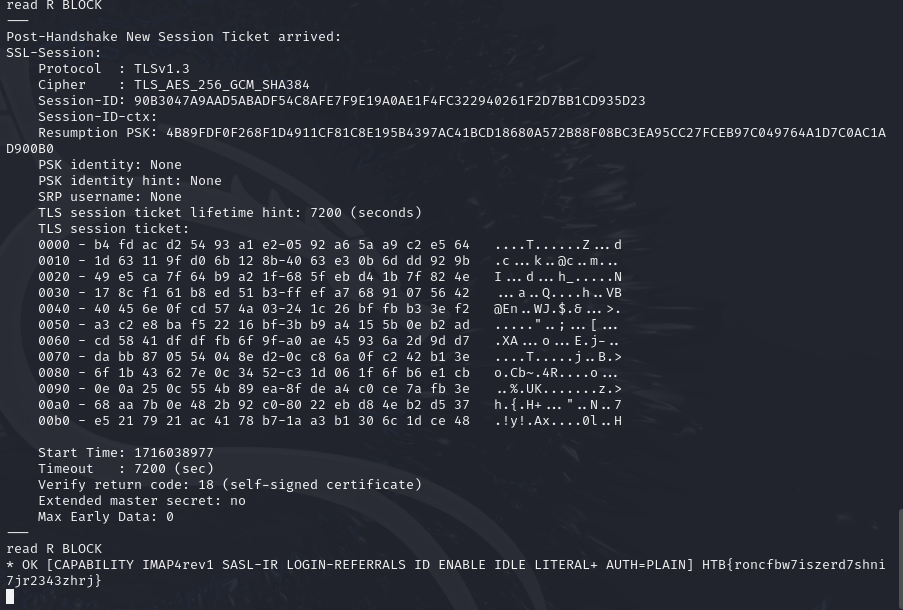 read R BLOCK
---
Post-Handshake New Session Ticket arrived:
SSL-Session:
    Protocol  : TLSv1.3
    Cipher    : TLS_AES_256_GCM_SHA384
    Session-ID: 90B3047A9AAD5ABADF54C8AFE7F9E19A0AE1F4FC322940261F2D7BB1CD935D23
    Session-ID-ctx:
    Resumption PSK: 4B89FDF0F268F1D4911CF81C8E195B4397AC41BCD18680A572B88F08BC3EA95CC27FCEB97C049764A1D7C0AC1A
D900B0
    PSK identity: None
    PSK identity hint: None
    SRP username: None
    TLS session ticket lifetime hint: 7200 (seconds)
    TLS session ticket:
    0000 - b4 fd ac d2 54 93 a1 e2-05 92 a6 5a a9 c2 e5 64   ....T......Z...d
    0010 - 1d 63 11 9f d0 6b 12 8b-40 63 e3 0b 6d dd 92 9b   .c...k..@c..m...
    0020 - 49 e5 ca 7f 64 b9 a2 1f-68 5f eb d4 1b 7f 82 4e   I...d...h_.....N
    0030 - 17 8c f1 61 b8 ed 51 b3-ff ef a7 68 91 07 56 42   ...a..Q....h..VB
    0040 - 40 45 6e 0f cd 57 4a 03-24 1c 26 bf fb b3 3e f2   @En..WJ.$.&...>.
    0050 - a3 c2 e8 ba f5 22 16 bf-3b b9 a4 15 5b 0e b2 ad   ....."..;...[...
    0060 - cd 58 41 df df fb 6f 9f-a0 ae 45 93 6a 2d 9d d7   .XA...o...E.j-..
    0070 - da bb 87 05 54 04 8e d2-0c c8 6a 0f c2 42 b1 3e   ....T.....j..B.>
    0080 - 6f 1b 43 62 7e 0c 34 52-c3 1d 06 1f 6f b6 e1 cb   o.Cb~.4R....o...
    0090 - 0e 0a 25 0c 55 4b 89 ea-8f de a4 c0 ce 7a fb 3e   ..%.UK.......z.>
    00a0 - 68 aa 7b 0e 48 2b 92 c0-80 22 eb d8 4e b2 d5 37   h.{.H+..."..N..7
    00b0 - e5 21 79 21 ac 41 78 b7-1a a3 b1 30 6c 1d ce 48   .!y!.Ax....0l..H
    Start Time: 1716038977
    Timeout   : 7200 (sec)
    Verify return code: 18 (self-signed certificate)
    Extended master secret: no
    Max Early Data: 0
---
read R BLOCK
* OK [CAPABILITY IMAP4rev1 SASL-IR LOGIN-REFERRALS ID ENABLE IDLE LITERAL+ AUTH=PLAIN] HTB{roncfbw7iszerd7shni
7jr2343zhrj}